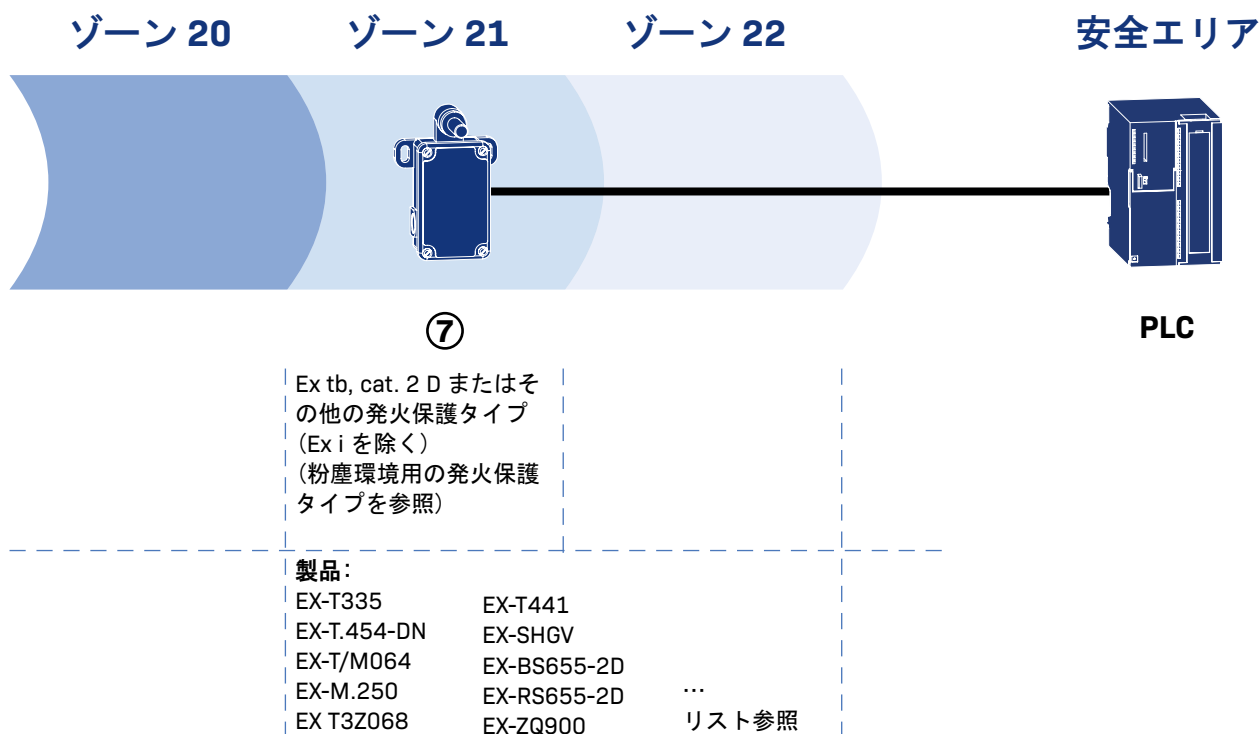 ゾーン 20
ゾーン 21
ゾーン 22
安全エリア
⑦
PLC
Ex tb, cat. 2 D またはそ
の他の発火保護タイプ
(Ex i を除く)
(粉塵環境用の発火保護
タイプを参照)
製品:
EX-T335
EX-T.454-DN
EX-T/M064
EX-M.250
EX T3Z068
EX-T441
EX-SHGV
EX-BS655-2D
EX-RS655-2D
EX-ZQ900
…
リスト参照